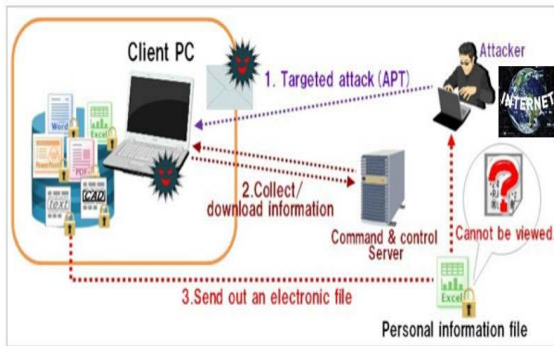 Client PC
Attacker
1. Targeted attack (APT)
INTERNET
Word
Excel
PowerPoint
PDF
text
CAD
2.Collect/
download information
Command & control
Server
Cannot be viewed
3.Send out an electronic file
Excel
Personal information file